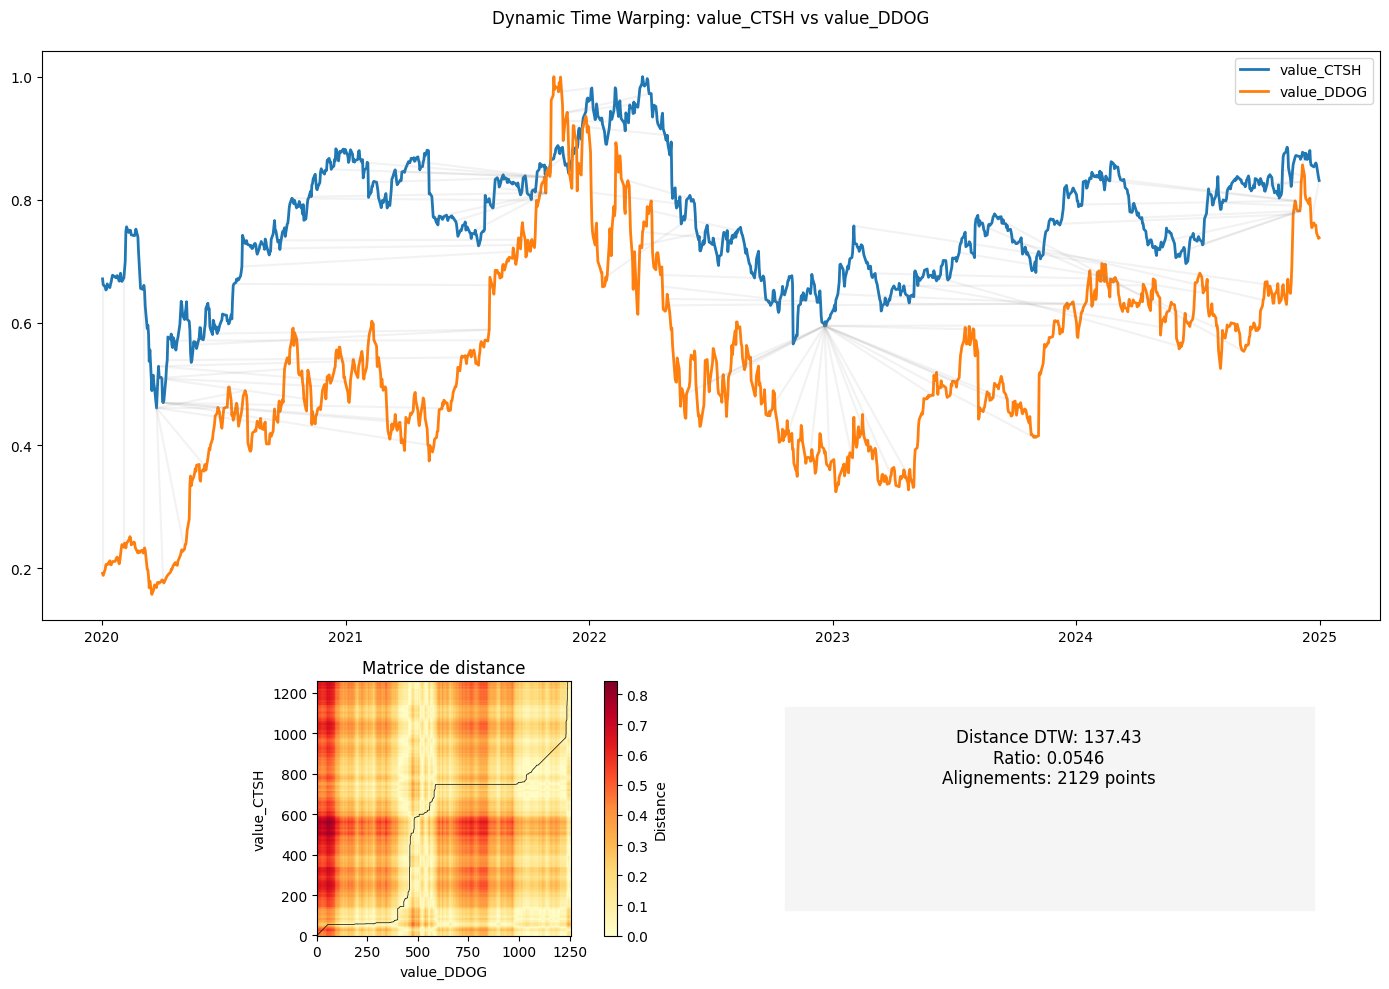 Dynamic Time Warping: value_CTSH vs value_DDOG
value_CTSH
value_DDOG
1.0
0.8
0.6
0.4
0.2
2020 2021 2022 2023 2024 2025
Matrice de distance
value_CTSH
1200
1000
800
600
400
200
0
0 250 500 750 1000 1250
value_DDOG
0.8
0.7
0.6
0.5
0.4
0.3
0.2
0.1
0.0
Distance
Distance DTW: 137.43
Ratio: 0.0546
Alignements: 2129 points